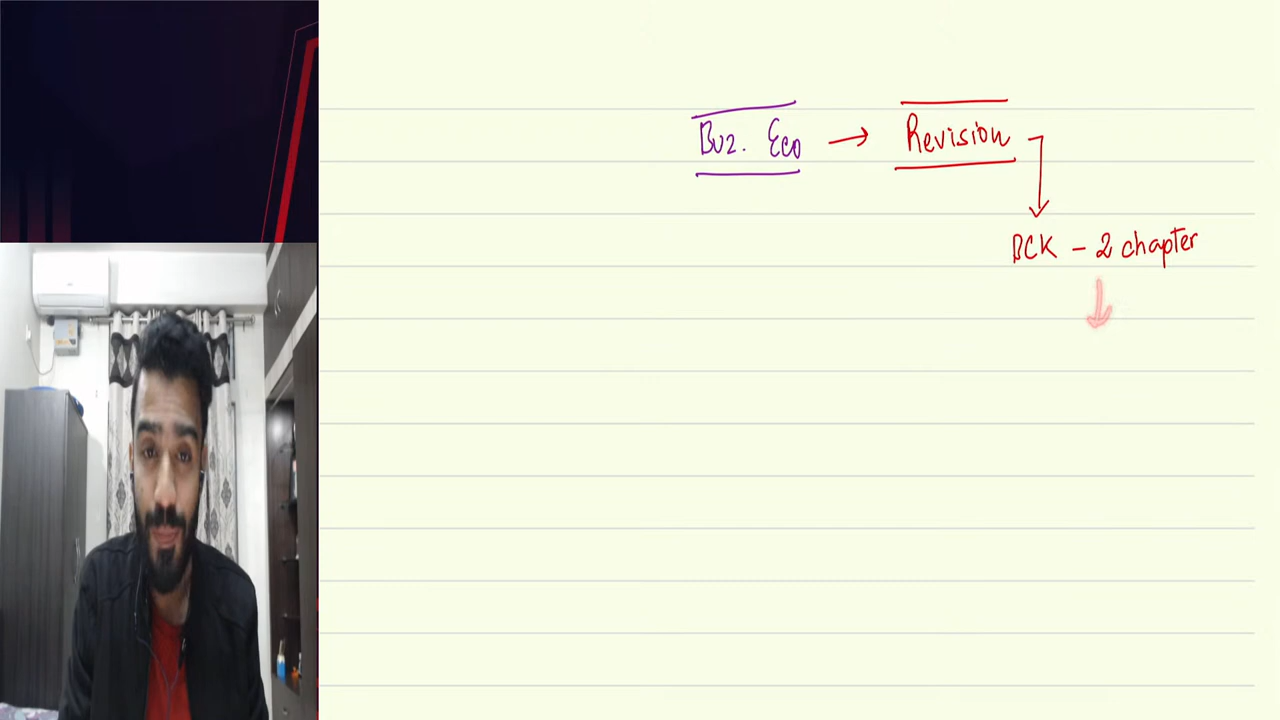 Buz. Eco → Revision
BCK - 2 chapter